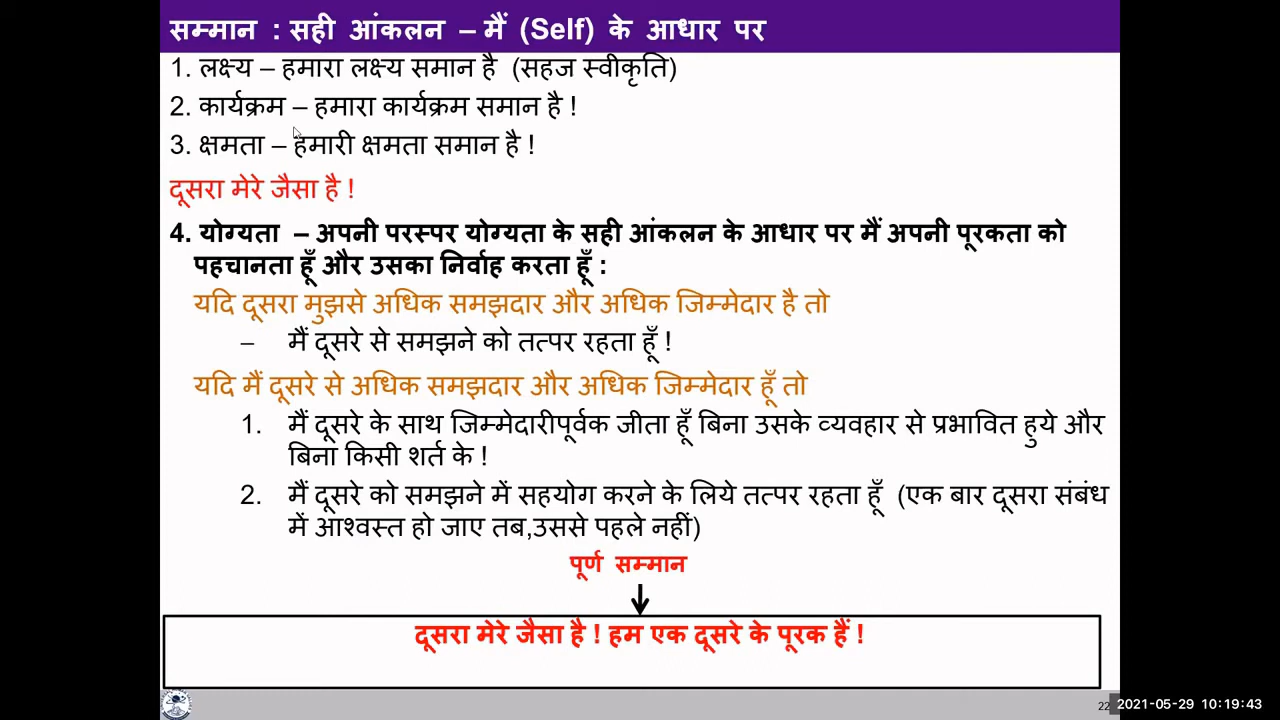 सम्मान : सही आंकलन – मैं (Self) के आधार पर
1. लक्ष्य – हमारा लक्ष्य समान है (सहज स्वीकृति)
2. कार्यक्रम – हमारा कार्यक्रम समान है !
3. क्षमता – हमारी क्षमता समान है !
दूसरा मेरे जैसा है !
4. योग्यता – अपनी परस्पर योग्यता के सही आंकलन के आधार पर मैं अपनी पूरकता को
पहचानता हूँ और उसका निर्वाह करता हूँ :
यदि दूसरा मुझसे अधिक समझदार और अधिक जिम्मेदार है तो
– मैं दूसरे से समझने को तत्पर रहता हूँ !
यदि मैं दूसरे से अधिक समझदार और अधिक जिम्मेदार हूँ तो
1. मैं दूसरे के साथ जिम्मेदारीपूर्वक जीता हूँ बिना उसके व्यवहार से प्रभावित हुये और
बिना किसी शर्त के !
2. मैं दूसरे को समझने में सहयोग करने के लिये तत्पर रहता हूँ (एक बार दूसरा संबंध
में आश्वस्त हो जाए तब,उससे पहले नहीं)
पूर्ण सम्मान
दूसरा मेरे जैसा है ! हम एक दूसरे के पूरक हैं !
22
2021-05-29 10:19:43